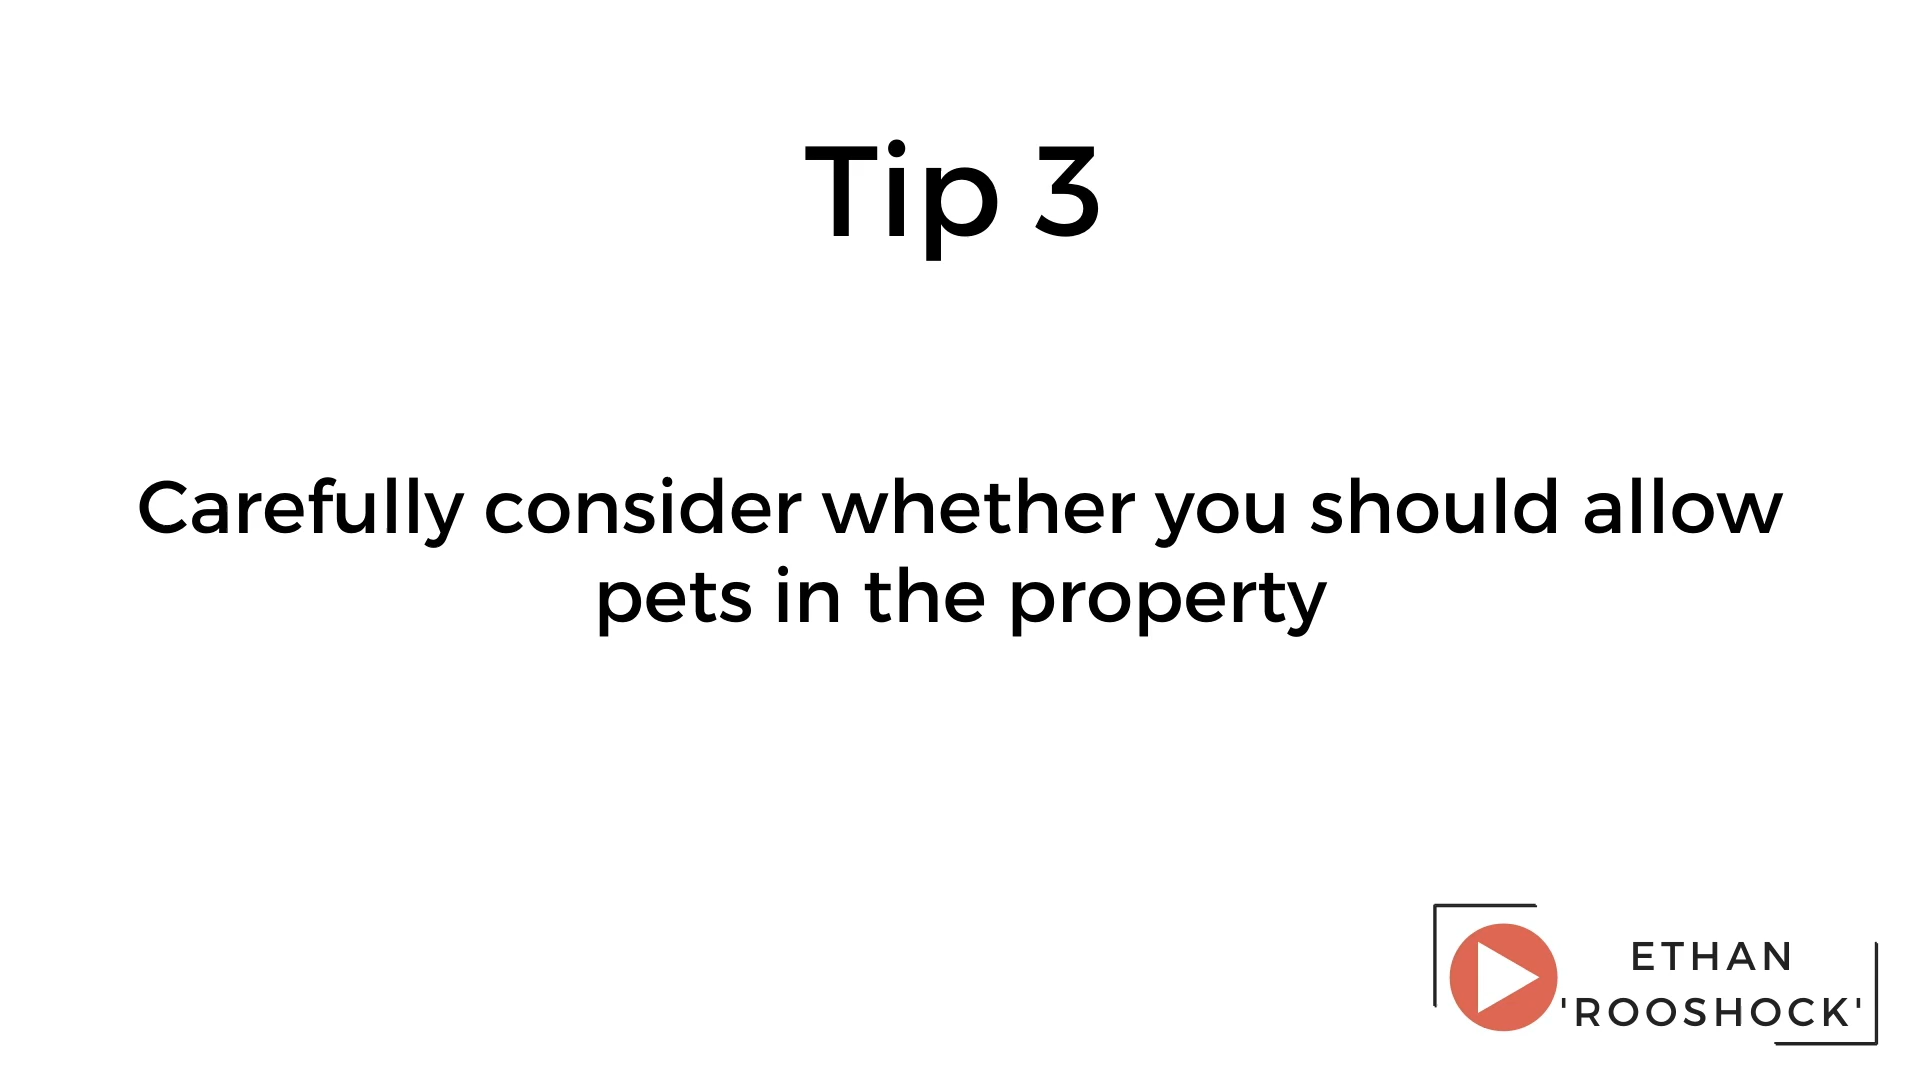 Tip 3
Carefully consider whether you should allow
pets in the property
ETHAN
'ROOSHOCK'